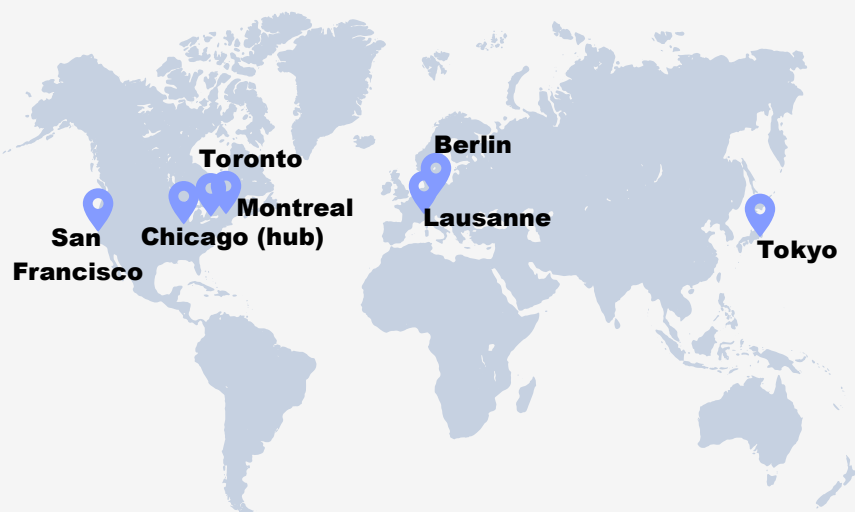 Berlin
Toronto
Montreal
Lausanne
San
Francisco
Chicago (hub)
Tokyo